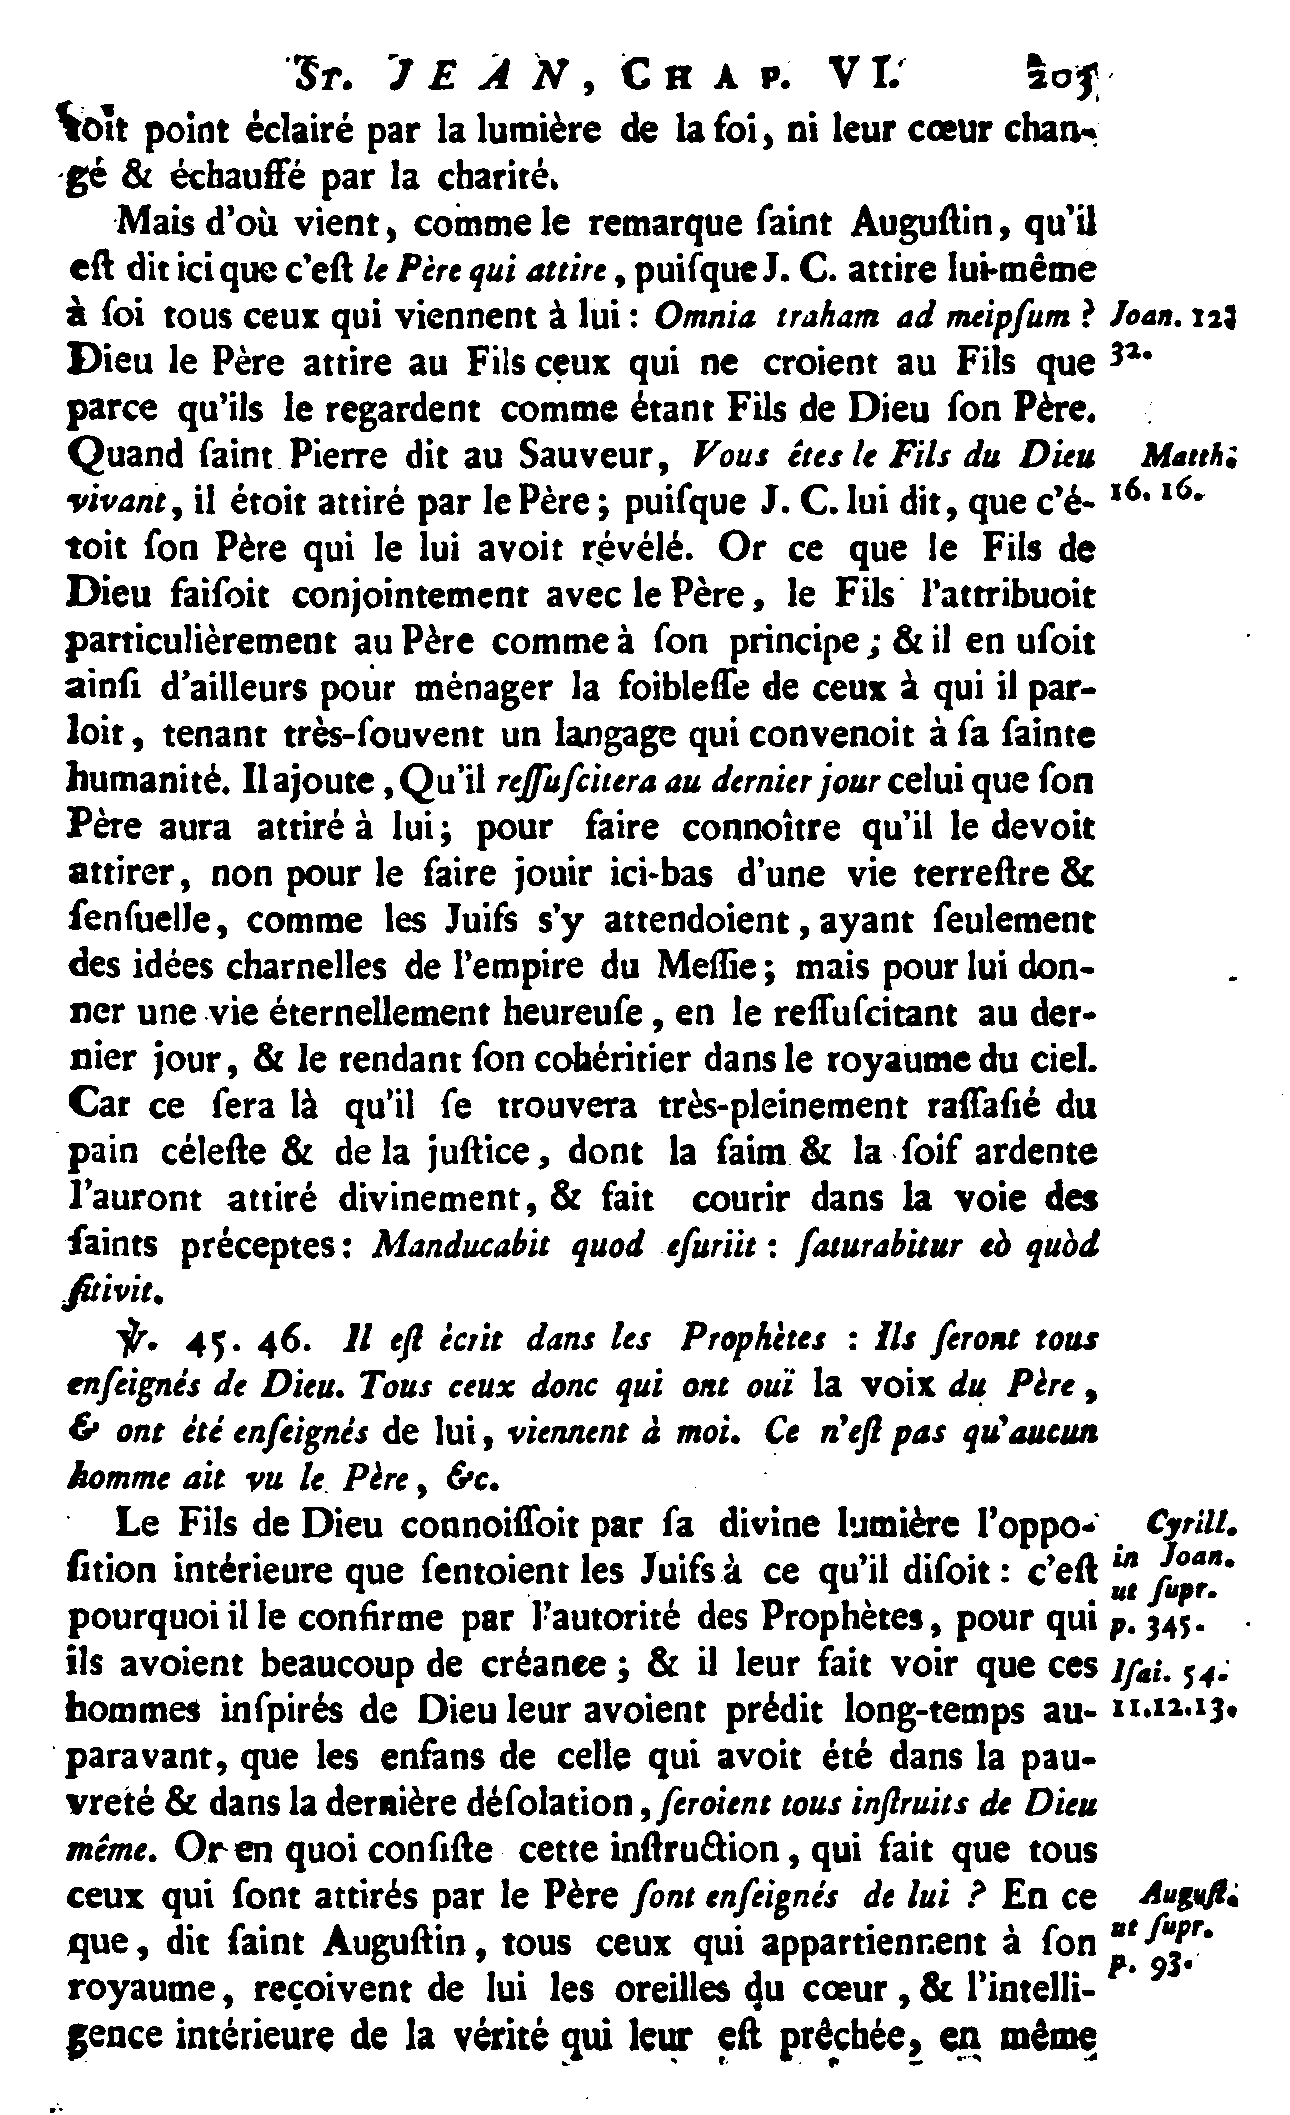 St. JEAN, CHAP. VI. 205
ſoit point éclairé par la lumière de la foi, ni leur cœur chan-
gé & échauffé par la charité.
Mais d'où vient, comme le remarque ſaint Auguſtin, qu'il
eſt dit ici que c'eſt le Père qui attire, puiſque J. C. attire lui-même
à ſoi tous ceux qui viennent à lui : Omnia traham ad meipſum ? Joan. 12.
Dieu le Père attire au Fils ceux qui ne croient au Fils que 32.
parce qu'ils le regardent comme étant Fils de Dieu ſon Père.
Quand ſaint Pierre dit au Sauveur, Vous êtes le Fils du Dieu Matth.
vivant, il étoit attiré par le Père ; puiſque J. C. lui dit, que c'é- 16. 16.
toit ſon Père qui le lui avoit révélé. Or ce que le Fils de
Dieu faiſoit conjointement avec le Père, le Fils l'attribuoit
particulièrement au Père comme à ſon principe ; & il en uſoit
ainſi d'ailleurs pour ménager la foibleſſe de ceux à qui il par-
loit, tenant très-ſouvent un langage qui convenoit à ſa ſainte
humanité. Il ajoute, Qu'il reſſuſcitera au dernier jour celui que ſon
Père aura attiré à lui ; pour faire connoître qu'il le devoit
attirer, non pour le faire jouir ici-bas d'une vie terreſtre &
ſenſuelle, comme les Juifs s'y attendoient, ayant ſeulement
des idées charnelles de l'empire du Meſſie ; mais pour lui don-
ner une vie éternellement heureuſe, en le reſſuſcitant au der-
nier jour, & le rendant ſon cohéritier dans le royaume du ciel.
Car ce ſera là qu'il ſe trouvera très-pleinement raſſaſié du
pain céleſte & de la juſtice, dont la faim & la ſoif ardente
l'auront attiré divinement, & fait courir dans la voie des
ſaints préceptes : Manducabit quod eſuriit : ſaturabitur eò quòd
ſitivit.
℣. 45. 46. Il eſt écrit dans les Prophètes : Ils ſeront tous
enſeignés de Dieu. Tous ceux donc qui ont ouï la voix du Père,
& ont été enſeignés de lui, viennent à moi. Ce n'eſt pas qu'aucun
homme ait vu le Père, &c.
Le Fils de Dieu connoiſſoit par ſa divine lumière l'oppo- Cyrill.
ſition intérieure que ſentoient les Juifs à ce qu'il diſoit : c'eſt in Joan.
ut ſupr.
pourquoi il le confirme par l'autorité des Prophètes, pour qui p. 345.
ils avoient beaucoup de créance ; & il leur fait voir que ces Iſai. 54.
hommes inſpirés de Dieu leur avoient prédit long-temps au- 11.12.13.
paravant, que les enfans de celle qui avoit été dans la pau-
vreté & dans la dernière déſolation, ſeroient tous inſtruits de Dieu
même. Or en quoi conſiſte cette inſtruction, qui fait que tous
ceux qui ſont attirés par le Père ſont enſeignés de lui ? En ce Auguſt.
que, dit ſaint Auguſtin, tous ceux qui appartiennent à ſon ut ſupr.
royaume, reçoivent de lui les oreilles du cœur, & l'intelli- p. 93.
gence intérieure de la vérité qui leur eſt prêchée, en même